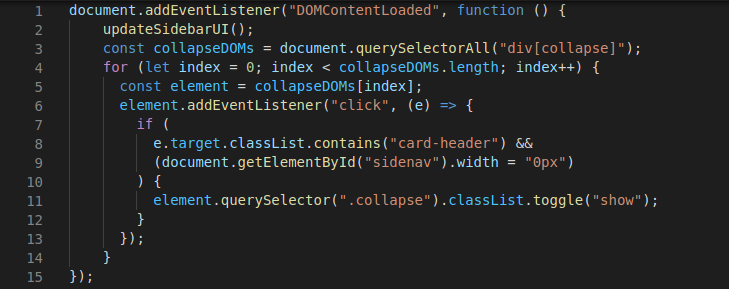 1 document.addEventListener("DOMContentLoaded", function () {
2 updateSidebarUI();
3 const collapseDOMs = document.querySelectorAll("div[collapse]");
4 for (let index = 0; index < collapseDOMs.length; index++) {
5 const element = collapseDOMs[index];
6 element.addEventListener("click", (e) => {
7 if (
8 e.target.classList.contains("card-header") &&
9 (document.getElementById("sidenav").width = "0px")
10 ) {
11 element.querySelector(".collapse").classList.toggle("show");
12 }
13 });
14 }
15 });